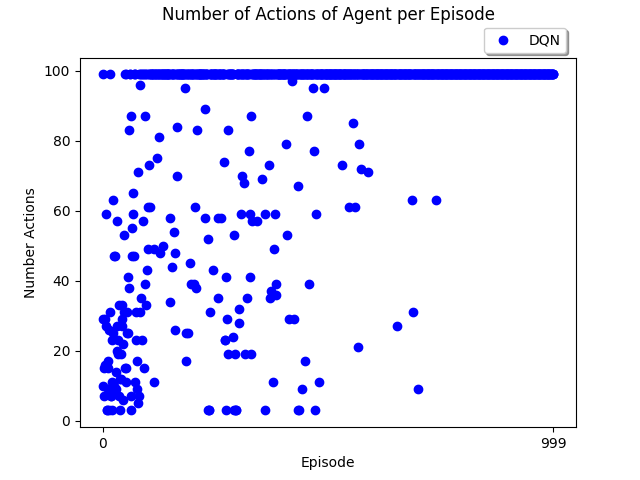 Number of Actions of Agent per Episode
DQN
100
80
60
40
20
0
Number Actions
0
999
Episode